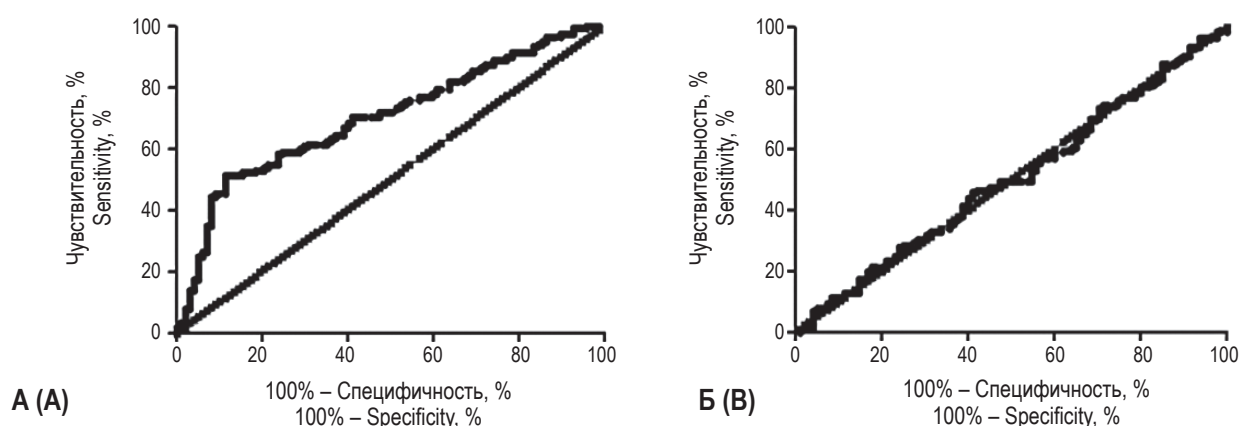 Чувствительность, %
Sensitivity, %
100
80
60
40
20
0
0 20 40 60 80 100
100% – Специфичность, %
100% – Specificity, %
А (A)
Чувствительность, %
Sensitivity, %
100
80
60
40
20
0
0 20 40 60 80 100
100% – Специфичность, %
100% – Specificity, %
Б (B)